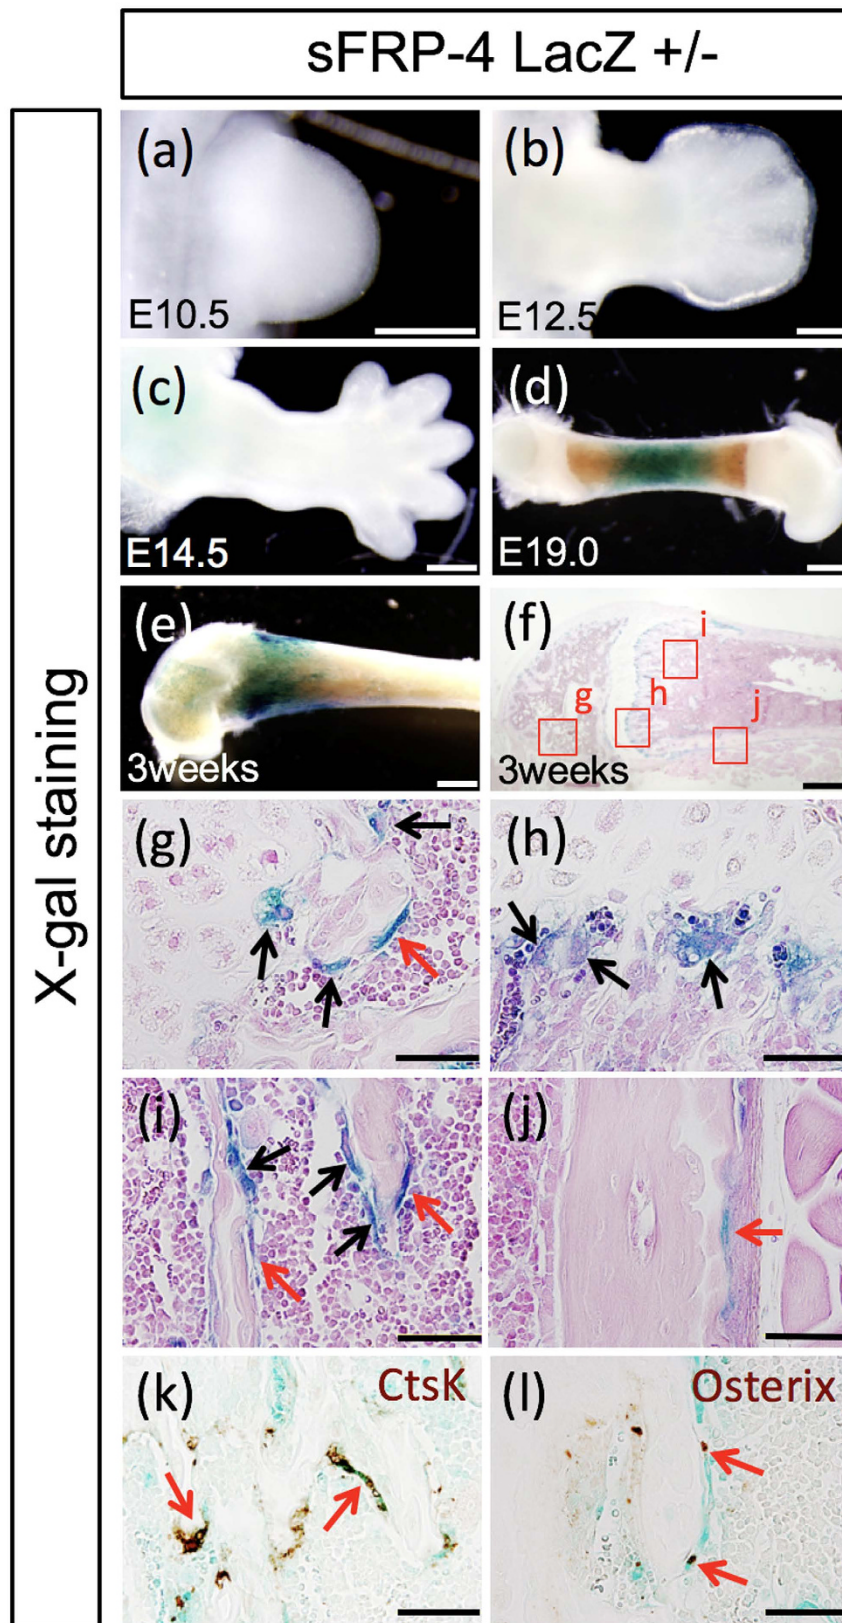 sFRP-4 LacZ +/-
X-gal staining
(a)
E10.5
(b)
E12.5
(c)
E14.5
(d)
E19.0
(e)
3weeks
(f)
i
g
h
j
3weeks
(g)
(h)
(i)
(j)
(k)
CtsK
(l)
Osterix